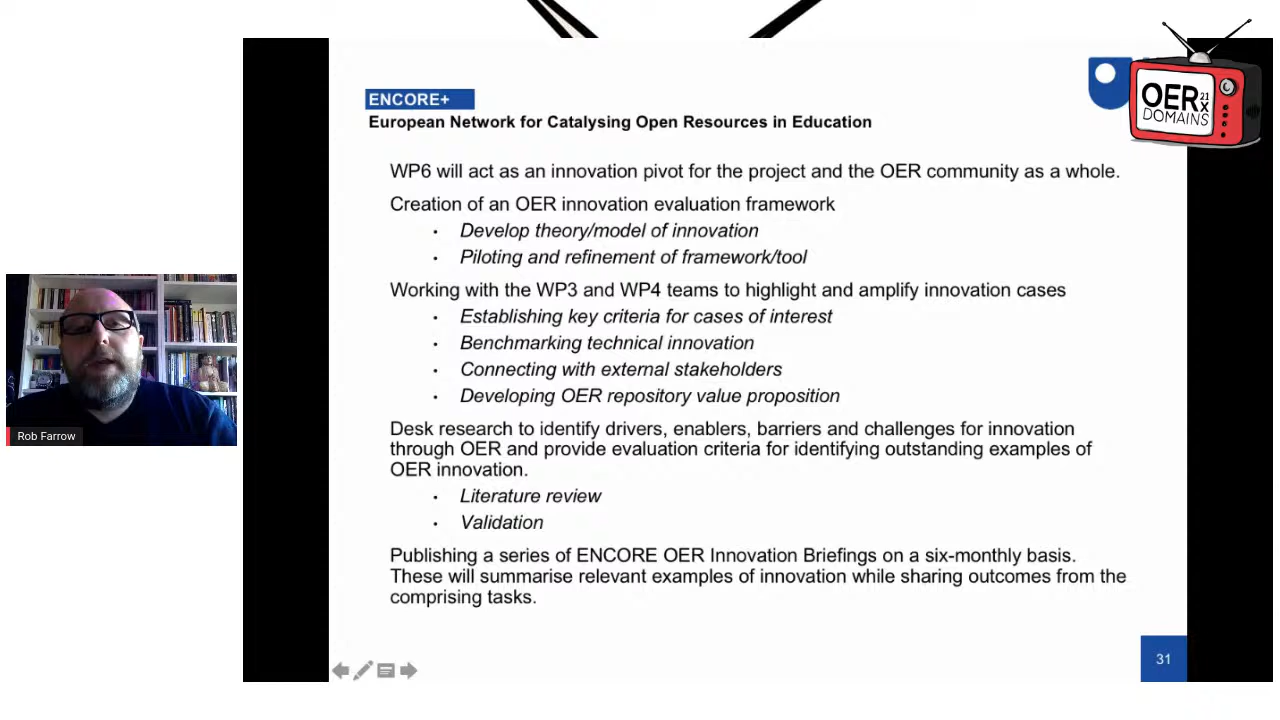 ENCORE+
European Network for Catalysing Open Resources in Education
WP6 will act as an innovation pivot for the project and the OER community as a whole.
Creation of an OER innovation evaluation framework
• Develop theory/model of innovation
• Piloting and refinement of framework/tool
Working with the WP3 and WP4 teams to highlight and amplify innovation cases
• Establishing key criteria for cases of interest
• Benchmarking technical innovation
• Connecting with external stakeholders
• Developing OER repository value proposition
Desk research to identify drivers, enablers, barriers and challenges for innovation
through OER and provide evaluation criteria for identifying outstanding examples of
OER innovation.
• Literature review
• Validation
Publishing a series of ENCORE OER Innovation Briefings on a six-monthly basis.
These will summarise relevant examples of innovation while sharing outcomes from the
comprising tasks.
31
OERx21
DOMAINS
Rob Farrow